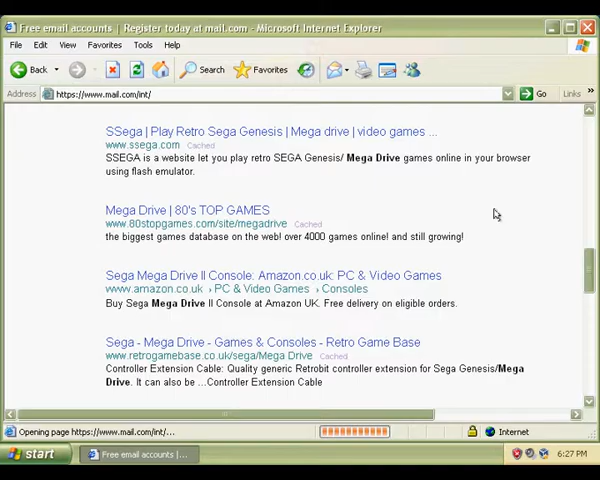 Free email accounts | Register today at mail.com - Microsoft Internet Explorer
File Edit View Favorites Tools Help
Back Search Favorites
Address https://www.mail.com/int/ Go Links »
SSega | Play Retro Sega Genesis | Mega drive | video games ...
www.ssega.com Cached
SSEGA is a website let you play retro SEGA Genesis/ Mega Drive games online in your browser
using flash emulator.
Mega Drive | 80's TOP GAMES
www.80stopgames.com/site/megadrive Cached
the biggest games database on the web! over 4000 games online! and still growing!
Sega Mega Drive II Console: Amazon.co.uk: PC & Video Games
www.amazon.co.uk › PC & Video Games › Consoles
Buy Sega Mega Drive II Console at Amazon UK. Free delivery on eligible orders.
Sega - Mega Drive - Games & Consoles - Retro Game Base
www.retrogamebase.co.uk/sega/Mega Drive Cached
Controller Extension Cable: Quality generic Retrobit controller extension for Sega Genesis/Mega
Drive. It can also be ...Controller Extension Cable
Opening page https://www.mail.com/int/... Internet
start Free email accounts |... 6:27 PM